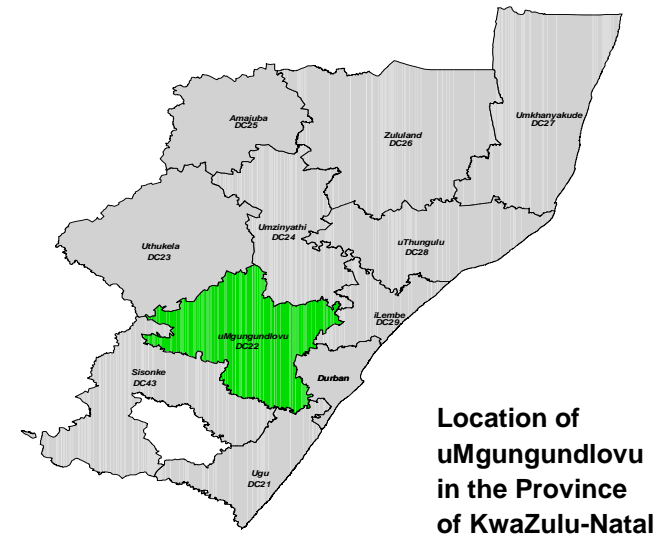 Amajuba
DC25
Zululand
DC26
Umkhanyakude
DC27
Umzinyathi
DC24
Uthukela
DC23
uThungulu
DC28
iLembe
DC29
uMgungundlovu
DC22
Sisonke
DC43
Durban
Ugu
DC21
Location of
uMgungundlovu
in the Province
of KwaZulu-Natal